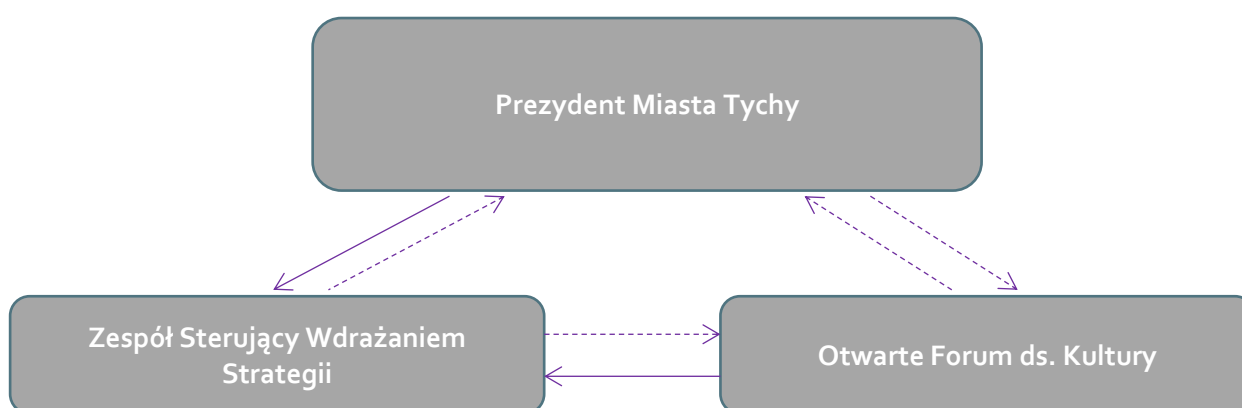 Prezydent Miasta Tychy
Zespół Sterujący Wdrażaniem
Strategii
Otwarte Forum ds. Kultury